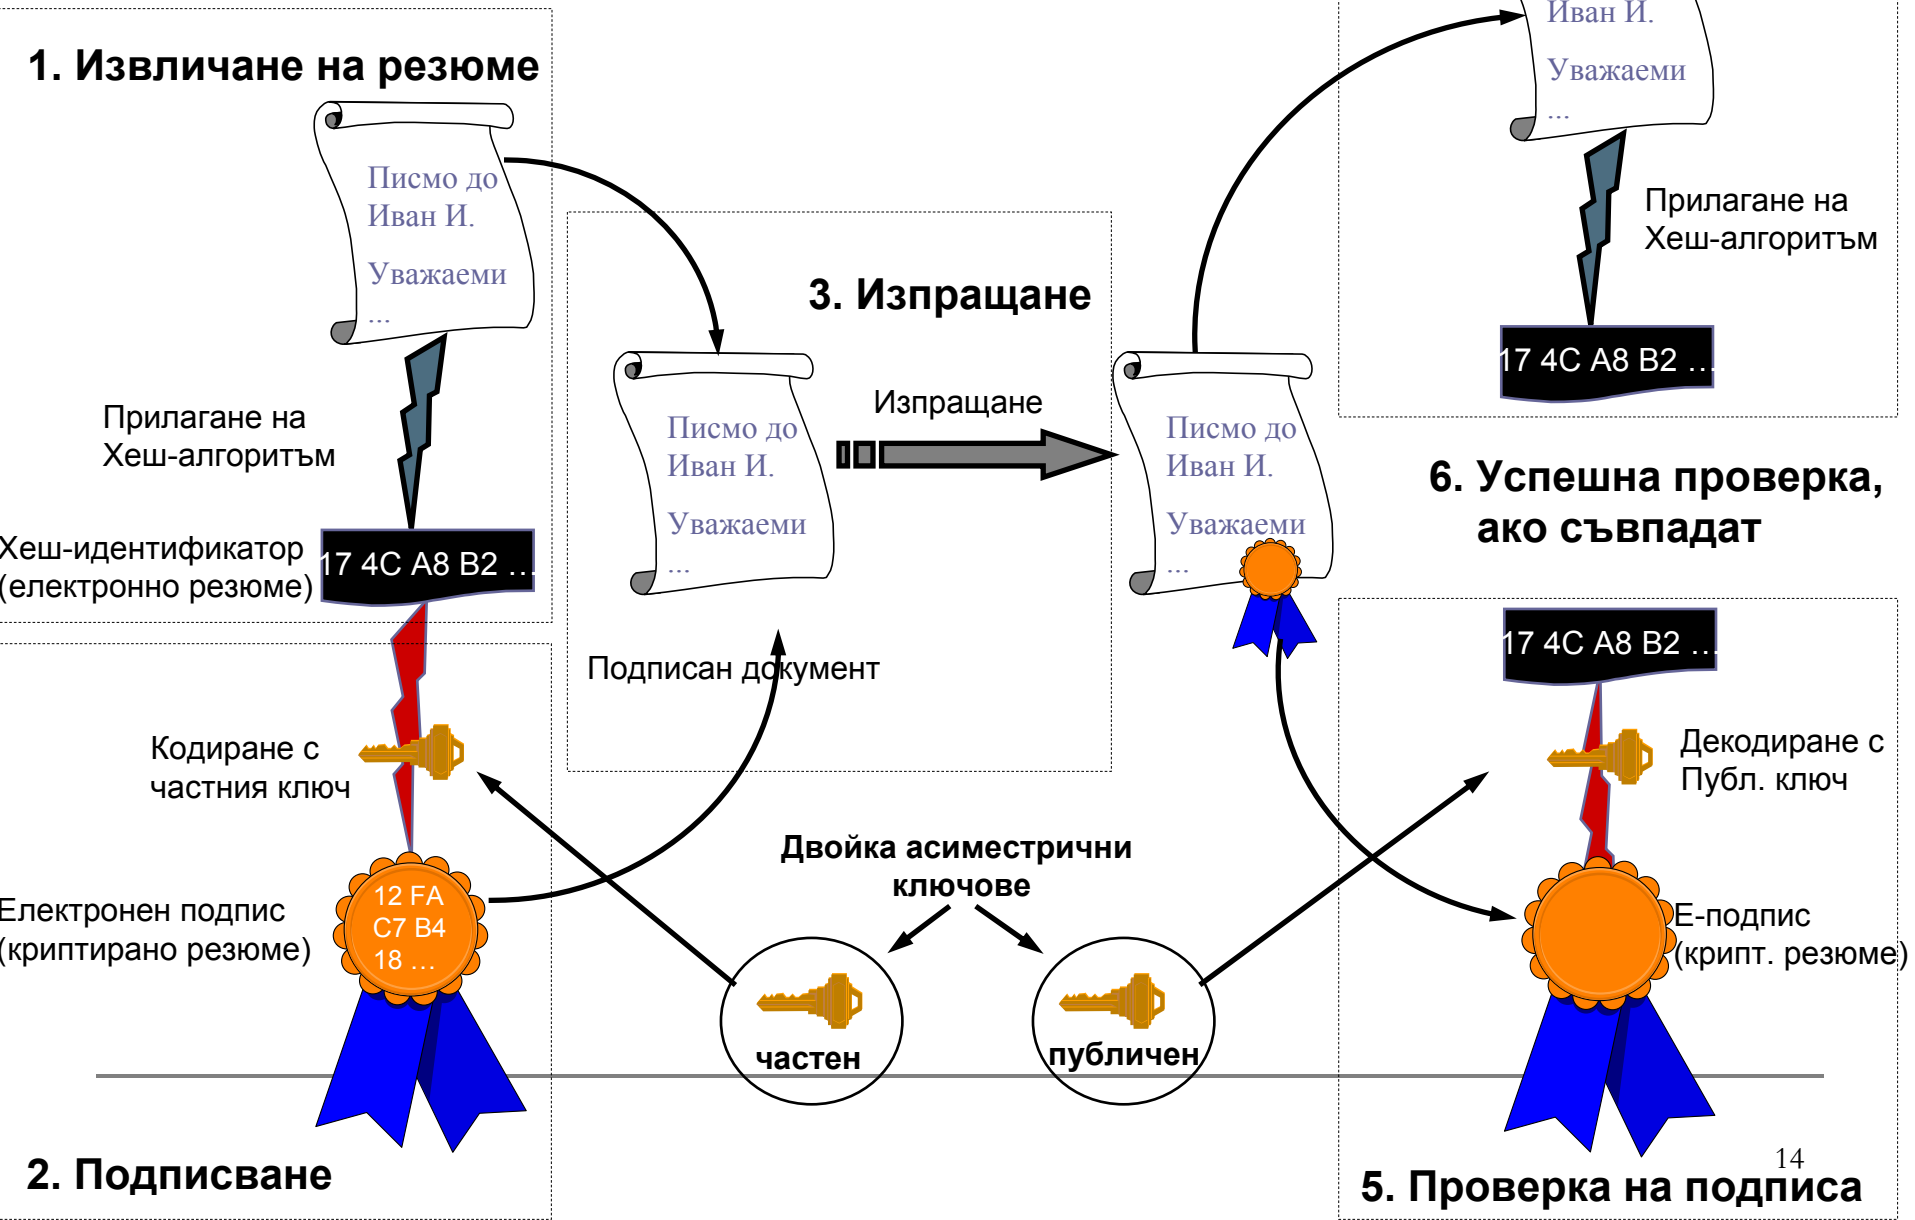 1. Извличане на резюме
Писмо до
Иван И.
Уважаеми
...
Прилагане на
Хеш-алгоритъм
Хеш-идентификатор
(електронно резюме)
17 4C A8 B2 ...
Кодиране с
частния ключ
Електронен подпис
(криптирано резюме)
12 FA
C7 B4
18 ...
2. Подписване
3. Изпращане
Писмо до
Иван И.
Уважаеми
...
Изпращане
Подписан документ
Писмо до
Иван И.
Уважаеми
...
Двойка асиместрични
ключове
частен
публичен
Иван И.
Уважаеми
...
Прилагане на
Хеш-алгоритъм
17 4C A8 B2 ...
6. Успешна проверка,
ако съвпадат
17 4C A8 B2 ...
Декодиране с
Публ. ключ
Е-подпис
(крипт. резюме)
5. Проверка на подписа
14